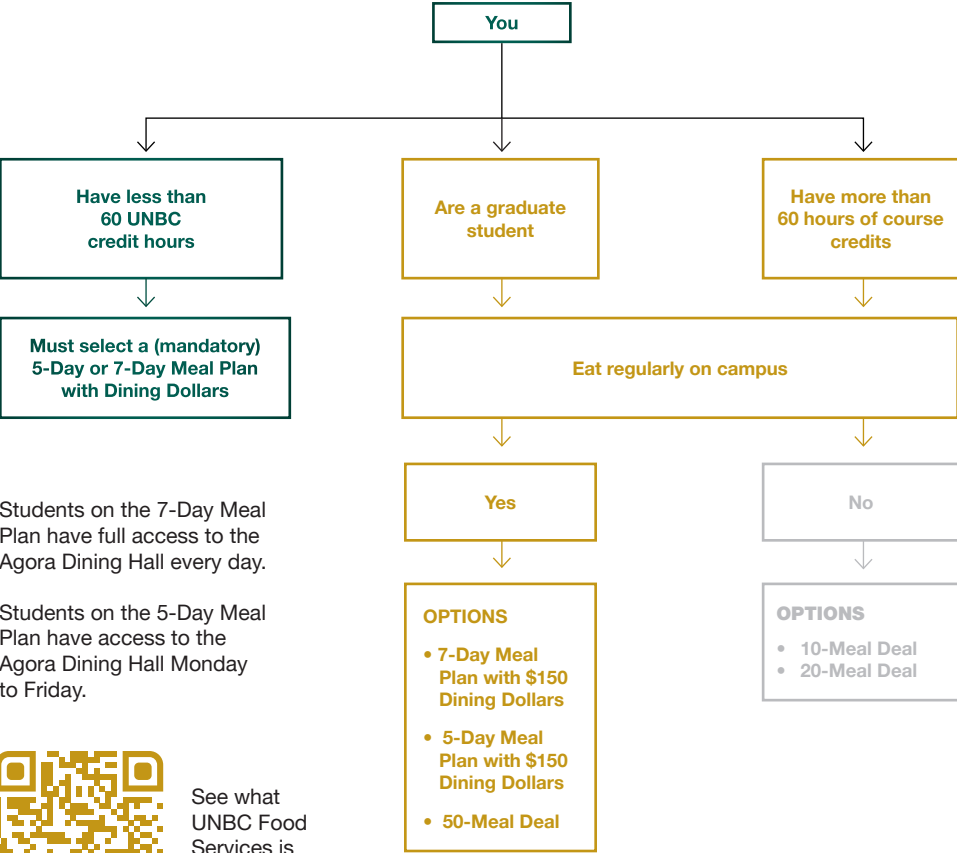 You
Have less than
60 UNBC
credit hours
Are a graduate
student
Have more than
60 hours of course
credits
Must select a (mandatory)
5-Day or 7-Day Meal Plan
with Dining Dollars
Eat regularly on campus
Students on the 7-Day Meal
Plan have full access to the
Agora Dining Hall every day.
Students on the 5-Day Meal
Plan have access to the
Agora Dining Hall Monday
to Friday.
Yes
No
OPTIONS
• 7-Day Meal
Plan with $150
Dining Dollars
• 5-Day Meal
Plan with $150
Dining Dollars
• 50-Meal Deal
OPTIONS
• 10-Meal Deal
• 20-Meal Deal
See what
UNBC Food
Services is